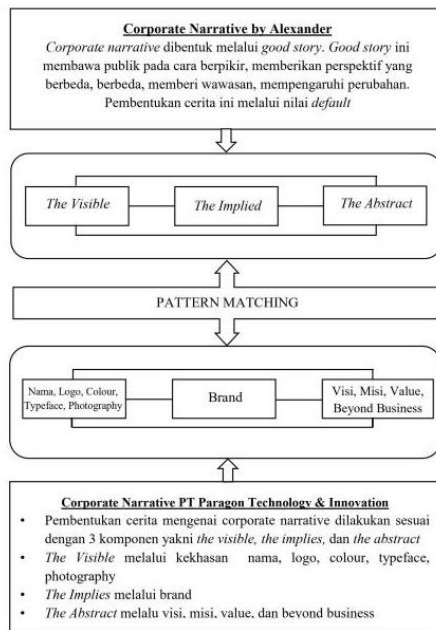 Corporate Narrative by Alexander
Corporate narrative dibentuk melalui good story. Good story ini
membawa publik pada cara berpikir, memberikan perspektif yang
berbeda, berbeda, memberi wawasan, mempengaruhi perubahan.
Pembentukan cerita ini melalui nilai default
The Visible
The Implied
The Abstract
PATTERN MATCHING
Nama, Logo, Colour,
Typeface, Photography
Brand
Visi, Misi, Value,
Beyond Business
Corporate Narrative PT Paragon Technology & Innovation
• Pembentukan cerita mengenai corporate narrative dilakukan sesuai
dengan 3 komponen yakni the visible, the implies, dan the abstract
• The Visible melalui kekhasan nama, logo, colour, typeface,
photography
• The Implies melalui brand
• The Abstract melalu visi, misi, value, dan beyond business